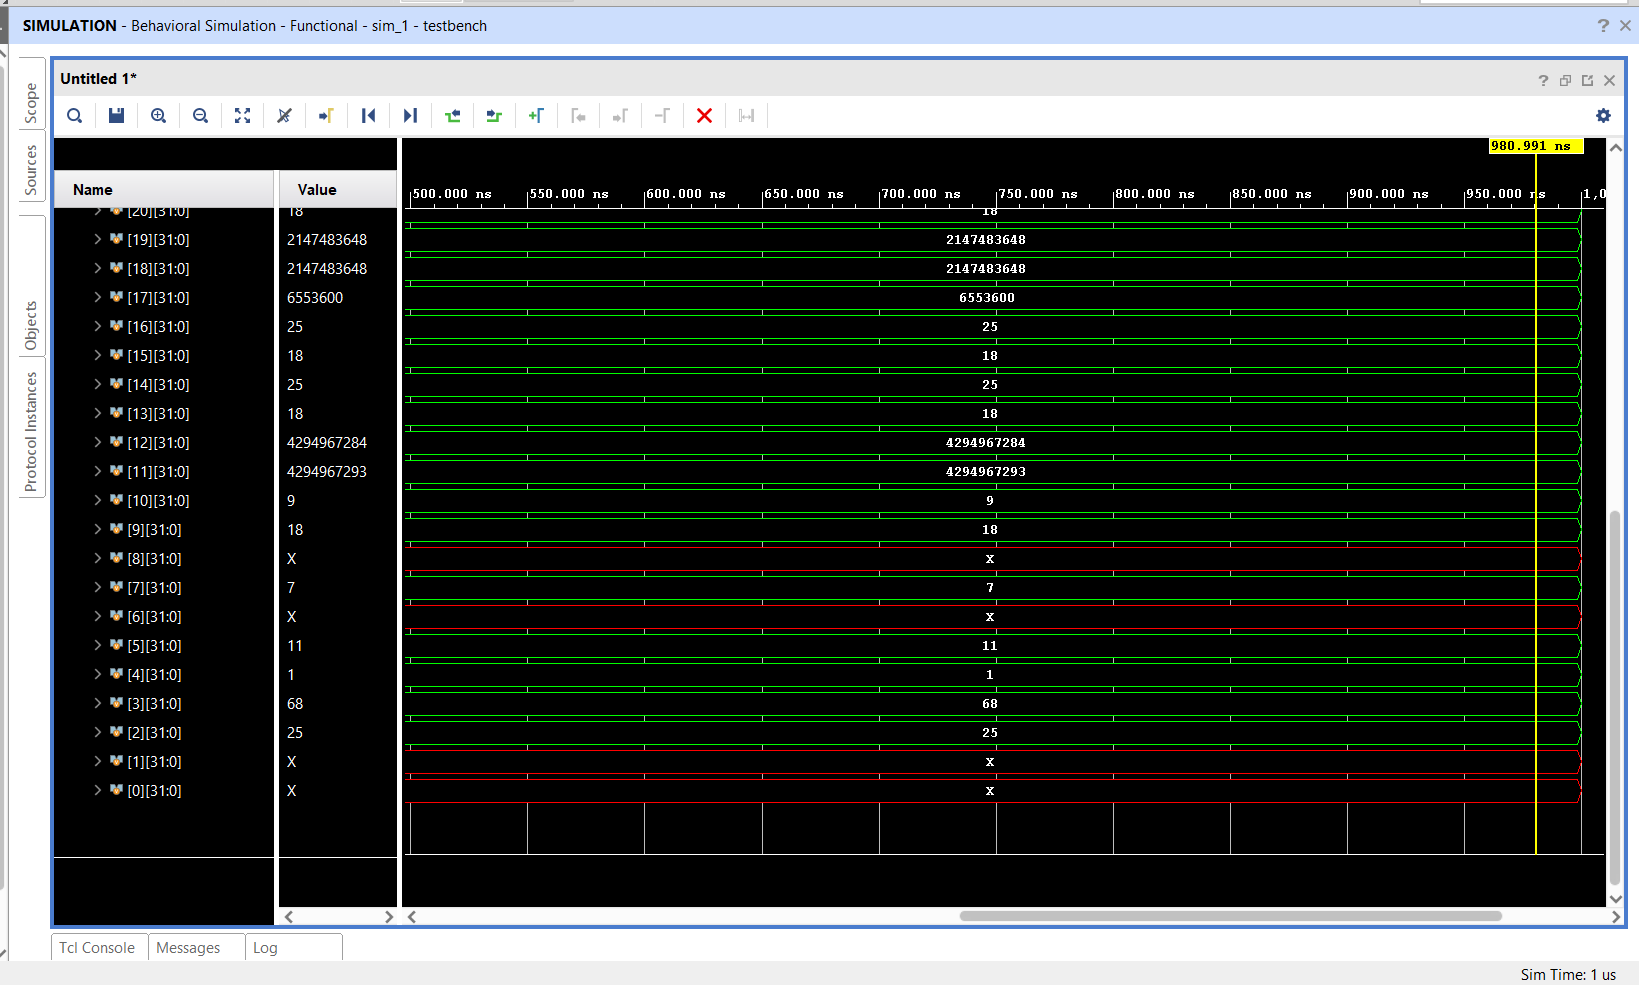 SIMULATION - Behavioral Simulation - Functional - sim_1 - testbench
Untitled 1*
980.991 ns
Name Value
500.000 ns 550.000 ns 600.000 ns 650.000 ns 700.000 ns 750.000 ns 800.000 ns 850.000 ns 900.000 ns 950.000 ns 1,0
[20][31:0] 18 18
[19][31:0] 2147483648 2147483648
[18][31:0] 2147483648 2147483648
[17][31:0] 6553600 6553600
[16][31:0] 25 25
[15][31:0] 18 18
[14][31:0] 25 25
[13][31:0] 18 18
[12][31:0] 4294967284 4294967284
[11][31:0] 4294967293 4294967293
[10][31:0] 9 9
[9][31:0] 18 18
[8][31:0] X X
[7][31:0] 7 7
[6][31:0] X X
[5][31:0] 11 11
[4][31:0] 1 1
[3][31:0] 68 68
[2][31:0] 25 25
[1][31:0] X X
[0][31:0] X X
Scope
Sources
Objects
Protocol Instances
Tcl Console Messages Log
Sim Time: 1 us